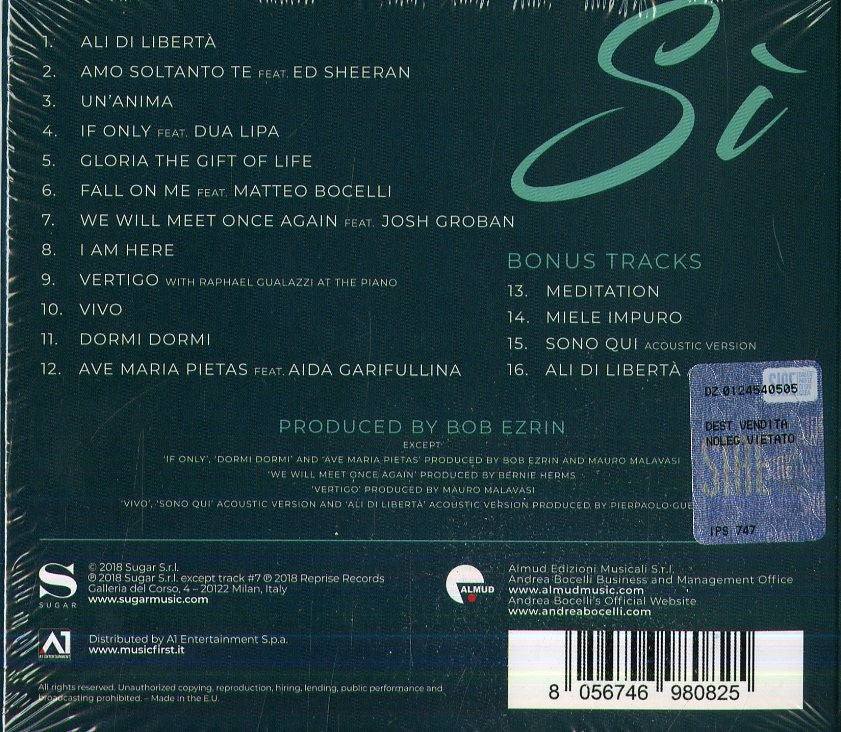 Sì
1. ALI DI LIBERTÀ
2. AMO SOLTANTO TE FEAT. ED SHEERAN
3. UN'ANIMA
4. IF ONLY FEAT. DUA LIPA
5. GLORIA THE GIFT OF LIFE
6. FALL ON ME FEAT. MATTEO BOCELLI
7. WE WILL MEET ONCE AGAIN FEAT. JOSH GROBAN
8. I AM HERE
9. VERTIGO WITH RAPHAEL GUALAZZI AT THE PIANO
10. VIVO
11. DORMI DORMI
12. AVE MARIA PIETAS FEAT. AIDA GARIFULLINA
BONUS TRACKS
13. MEDITATION
14. MIELE IMPURO
15. SONO QUI ACOUSTIC VERSION
16. ALI DI LIBERTÀ
DZ 0124540505
DEST.VENDITA
NOLEG.VIETATO
IPS 747
PRODUCED BY BOB EZRIN
EXCEPT
'IF ONLY', 'DORMI DORMI' AND 'AVE MARIA PIETAS' PRODUCED BY BOB EZRIN AND MAURO MALAVASI
'WE WILL MEET ONCE AGAIN' PRODUCED BY BERNIE HERMS
'VERTIGO' PRODUCED BY MAURO MALAVASI
'VIVO', 'SONO QUI' ACOUSTIC VERSION AND 'ALI DI LIBERTÀ' ACOUSTIC VERSION PRODUCED BY PIERPAOLO GUE
S
SUGAR
© 2018 Sugar S.r.l.
℗ 2018 Sugar S.r.l. except track #7 ℗ 2018 Reprise Records
Galleria del Corso, 4 – 20122 Milan, Italy
www.sugarmusic.com
ALMUD
Almud Edizioni Musicali S.r.l.
Andrea Bocelli Business and Management Office
www.almudmusic.com
Andrea Bocelli's Official Website
www.andreabocelli.com
A1
A1 ENTERTAINMENT
Distributed by A1 Entertainment S.p.a.
www.musicfirst.it
All rights reserved. Unauthorized copying, reproduction, hiring, lending, public performance and
broadcasting prohibited. – Made in the E.U.
8 056746 980825